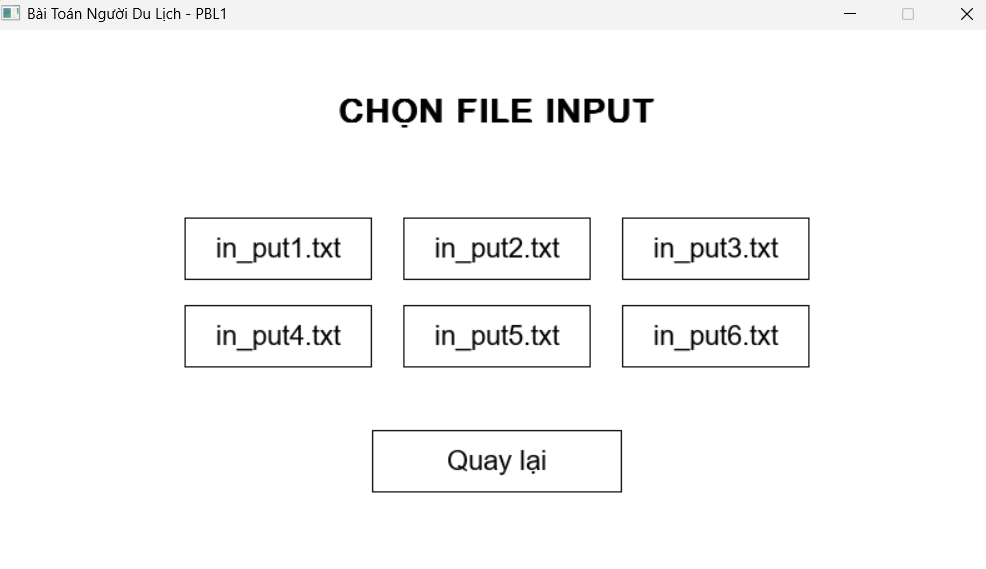 Bài Toán Người Du Lịch - PBL1
CHỌN FILE INPUT
in_put1.txt in_put2.txt in_put3.txt
in_put4.txt in_put5.txt in_put6.txt
Quay lại